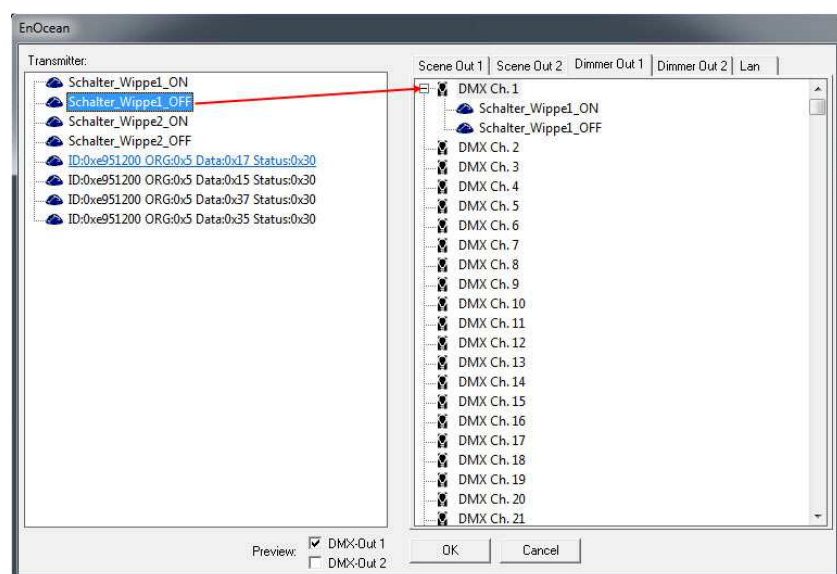 EnOcean
Transmitter:
Schalter_Wippe1_ON
Schalter_Wippe1_OFF
Schalter_Wippe2_ON
Schalter_Wippe2_OFF
ID:0xe951200 ORG:0x5 Data:0x17 Status:0x30
ID:0xe951200 ORG:0x5 Data:0x15 Status:0x30
ID:0xe951200 ORG:0x5 Data:0x37 Status:0x30
ID:0xe951200 ORG:0x5 Data:0x35 Status:0x30
Scene Out 1 Scene Out 2 Dimmer Out 1 Dimmer Out 2 Lan
DMX Ch. 1
Schalter_Wippe1_ON
Schalter_Wippe1_OFF
DMX Ch. 2
DMX Ch. 3
DMX Ch. 4
DMX Ch. 5
DMX Ch. 6
DMX Ch. 7
DMX Ch. 8
DMX Ch. 9
DMX Ch. 10
DMX Ch. 11
DMX Ch. 12
DMX Ch. 13
DMX Ch. 14
DMX Ch. 15
DMX Ch. 16
DMX Ch. 17
DMX Ch. 18
DMX Ch. 19
DMX Ch. 20
DMX Ch. 21
Preview: DMX-Out 1
DMX-Out 2
OK Cancel